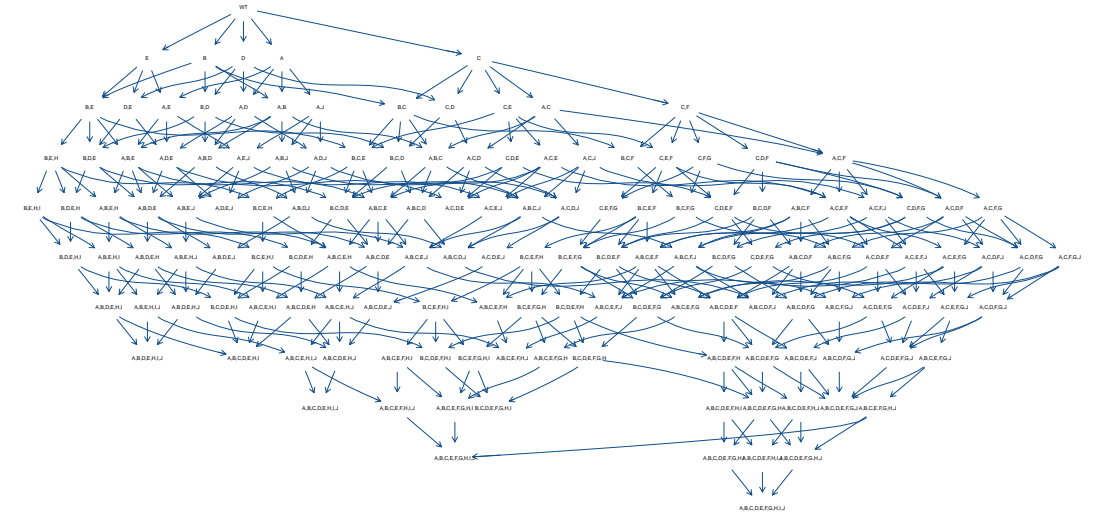 WT
E B D A C
B,E D,E A,E B,D A,D A,B A,J B,C C,D C,E A,C C,F
B,E,H B,D,E A,B,E A,D,E A,B,D A,E,J A,B,J A,D,J B,C,E B,C,D A,B,C A,C,D C,D,E A,C,E A,C,J B,C,F C,E,F C,F,G C,D,F A,C,F
B,E,H,I B,D,E,H A,B,E,H A,B,D,E A,B,E,J A,D,E,J B,C,E,H A,B,D,J B,C,D,E A,B,C,E A,B,C,D A,C,D,E A,C,E,J A,B,C,J A,C,D,J C,E,F,G B,C,E,F B,C,F,G C,D,E,F B,C,D,F A,B,C,F A,C,E,F A,C,F,J C,D,F,G A,C,D,F A,C,F,G
B,D,E,H,I A,B,E,H,I A,B,D,E,H A,B,E,H,J A,B,D,E,J B,C,E,H,I B,C,D,E,H A,B,C,E,H A,B,C,D,E A,B,C,E,J A,B,C,D,J A,C,D,E,J B,C,E,F,H B,C,E,F,G B,C,D,E,F A,B,C,E,F A,B,C,F,J B,C,D,F,G C,D,E,F,G A,B,C,D,F A,B,C,F,G A,C,D,E,F A,C,E,F,J A,C,E,F,G A,C,D,F,J A,C,D,F,G A,C,F,G,J
A,B,D,E,H,I A,B,E,H,I,J A,B,D,E,H,J B,C,D,E,H,I A,B,C,E,H,I A,B,C,D,E,H A,B,C,E,H,J A,B,C,D,E,J B,C,E,F,H,I A,B,C,E,F,H B,C,E,F,G,H B,C,D,E,F,H A,B,C,E,F,J B,C,D,E,F,G A,B,C,E,F,G A,B,C,D,E,F A,B,C,D,F,J A,B,C,D,F,G A,B,C,F,G,J A,C,D,E,F,G A,C,D,E,F,J A,C,E,F,G,J A,C,D,F,G,J
A,B,D,E,H,I,J A,B,C,D,E,H,I A,B,C,E,H,I,J A,B,C,D,E,H,J A,B,C,E,F,H,I B,C,D,E,F,H,I B,C,E,F,G,H,I A,B,C,E,F,H,J A,B,C,E,F,G,H B,C,D,E,F,G,H A,B,C,D,E,F,H A,B,C,D,E,F,G A,B,C,D,E,F,J A,B,C,D,F,G,J A,C,D,E,F,G,J A,B,C,E,F,G,J
A,B,C,D,E,H,I,J A,B,C,E,F,H,I,J A,B,C,E,F,G,H,I B,C,D,E,F,G,H,I A,B,C,D,E,F,H,I A,B,C,D,E,F,G,H A,B,C,D,E,F,H,J A,B,C,D,E,F,G,J A,B,C,E,F,G,H,J
A,B,C,E,F,G,H,I,J A,B,C,D,E,F,G,H,I A,B,C,D,E,F,H,I,J A,B,C,D,E,F,G,H,J
A,B,C,D,E,F,G,H,I,J